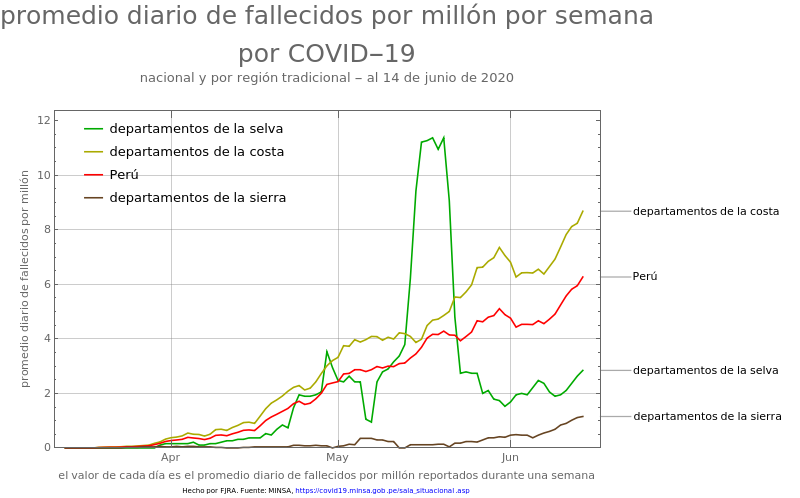 promedio diario de fallecidos por millón por semana
por COVID−19
nacional y por región tradicional − al 14 de junio de 2020
promedio diario de fallecidos por millón
12
10
8
6
4
2
0
departamentos de la selva
departamentos de la costa
Perú
departamentos de la sierra
departamentos de la costa
Perú
departamentos de la selva
departamentos de la sierra
Apr May Jun
el valor de cada día es el promedio diario de fallecidos por millón reportados durante una semana
Hecho por FJRA. Fuente: MINSA, https://covid19.minsa.gob.pe/sala_situacional.asp